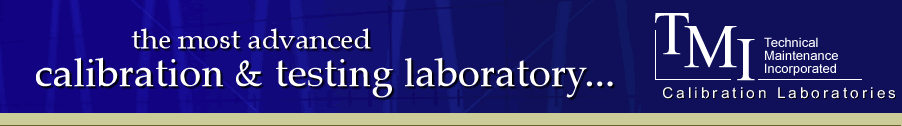 the most advanced
calibration & testing laboratory...
TMI
Technical
Maintenance
Incorporated
Calibration Laboratories